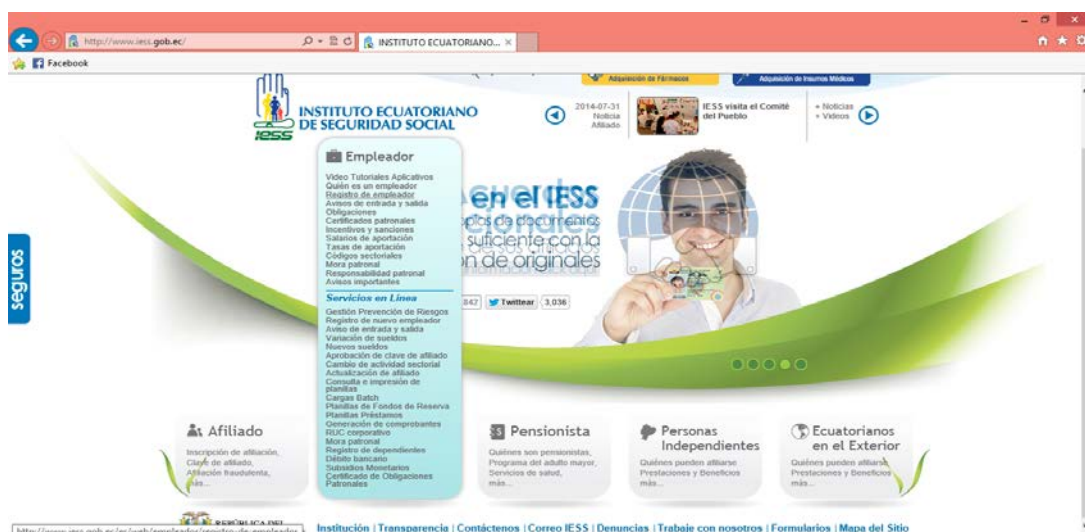 http://www.iess.gob.ec/
INSTITUTO ECUATORIANO...
Facebook
Adquisición de Fármacos
Adquisición de Insumos Médicos
INSTITUTO ECUATORIANO
DE SEGURIDAD SOCIAL
IESS
2014-07-31
Noticia
Afiliado
IESS visita el Comité
del Pueblo
+ Noticias
+ Videos
Empleador
Video Tutoriales Aplicativos
Quién es un empleador
Registro de empleador
Avisos de entrada y salida
Obligaciones
Certificados patronales
Incentivos y sanciones
Salarios de aportación
Tasas de aportación
Códigos sectoriales
Mora patronal
Responsabilidad patronal
Avisos importantes
Servicios en Línea
Gestión Prevención de Riesgos
Registro de nuevo empleador
Aviso de entrada y salida
Variación de sueldos
Nuevos sueldos
Aprobación de clave de afiliado
Cambio de actividad sectorial
Actualización de afiliado
Consulta e impresión de
planillas
Cargas Batch
Planillas de Fondos de Reserva
Planillas Préstamos
Generación de comprobantes
RUC corporativo
Mora patronal
Registro de dependientes
Débito bancario
Subsidios Monetarios
Certificado de Obligaciones
Patronales
en el IESS
de documentos
suficiente con la
de originales
842
Twittear
3,036
seguros
Afiliado
Inscripción de afiliación,
Clave de afiliado,
Afiliación fraudulenta,
más...
Pensionista
Quiénes son pensionistas,
Programa del adulto mayor,
Servicios de salud,
más...
Personas
Independientes
Quiénes pueden afiliarse
Prestaciones y Beneficios
más...
Ecuatorianos
en el Exterior
Quiénes pueden afiliarse
Prestaciones y Beneficios
más...
REPÚBLICA DEL
Institución | Transparencia | Contáctenos | Correo IESS | Denuncias | Trabaje con nosotros | Formularios | Mapa del Sitio